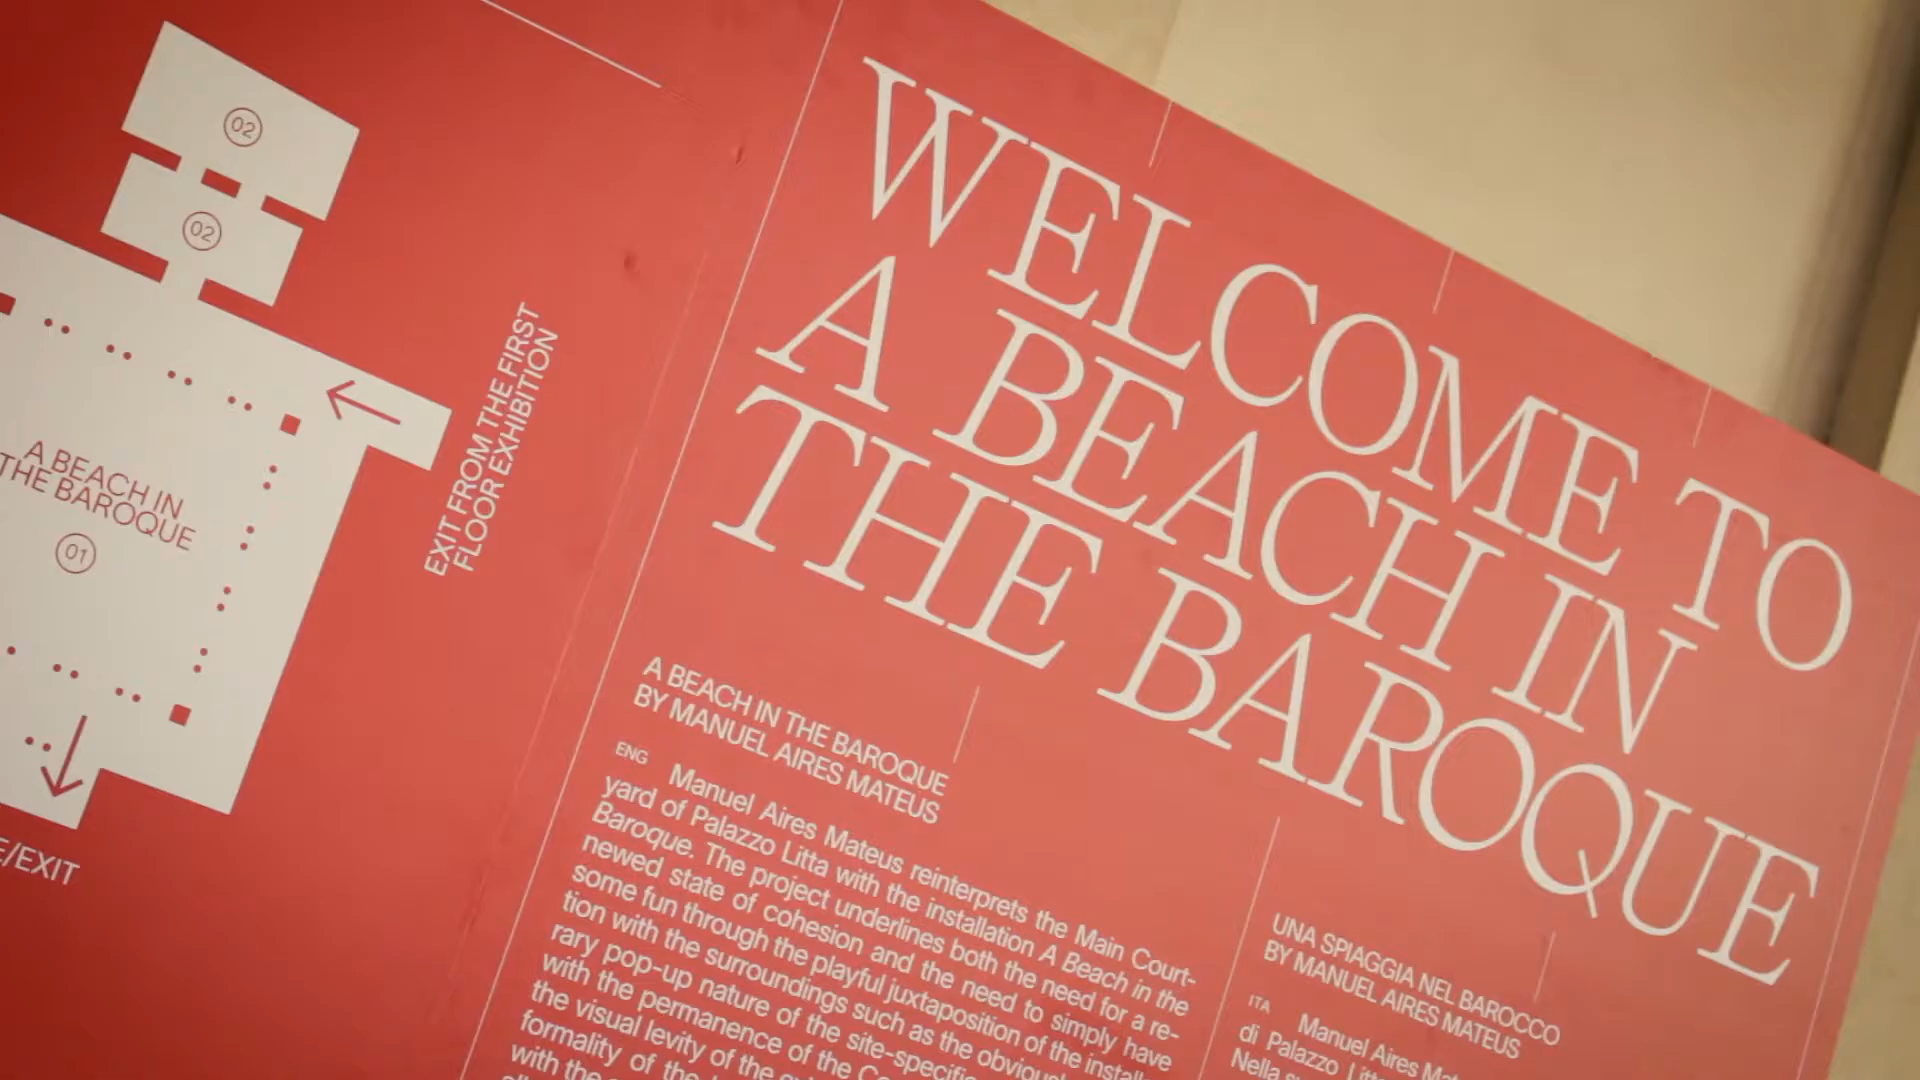 02
02
A BEACH IN
THE BAROQUE
01
EXIT FROM THE FIRST
FLOOR EXHIBITION
/EXIT
WELCOME TO
A BEACH IN
THE BAROQUE
A BEACH IN THE BAROQUE
BY MANUEL AIRES MATEUS
ENG Manuel Aires Mateus reinterprets the Main Court-
yard of Palazzo Litta with the installation A Beach in the
Baroque. The project underlines both the need for a re-
newed state of cohesion and the need to simply have
some fun through the playful juxtaposition of the installa-
tion with the surroundings such as the obvious
rary pop-up nature of the site-specific
with the permanence of the
the visual levity of the
formality of the
with the
UNA SPIAGGIA NEL BAROCCO
BY MANUEL AIRES MATEUS
ITA Manuel Aires
di Palazzo Litta
Nella